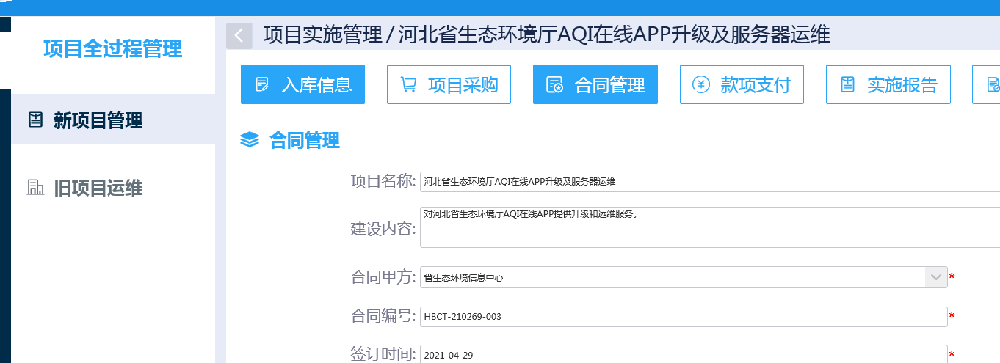 项目全过程管理
新项目管理
旧项目运维
项目实施管理 / 河北省生态环境厅AQI在线APP升级及服务器运维
入库信息
项目采购
合同管理
款项支付
实施报告
合同管理
项目名称: 河北省生态环境厅AQI在线APP升级及服务器运维
建设内容: 对河北省生态环境厅AQI在线APP提供升级和运维服务。
合同甲方: 省生态环境信息中心 *
合同编号: HBCT-210269-003 *
签订时间: 2021-04-29 *